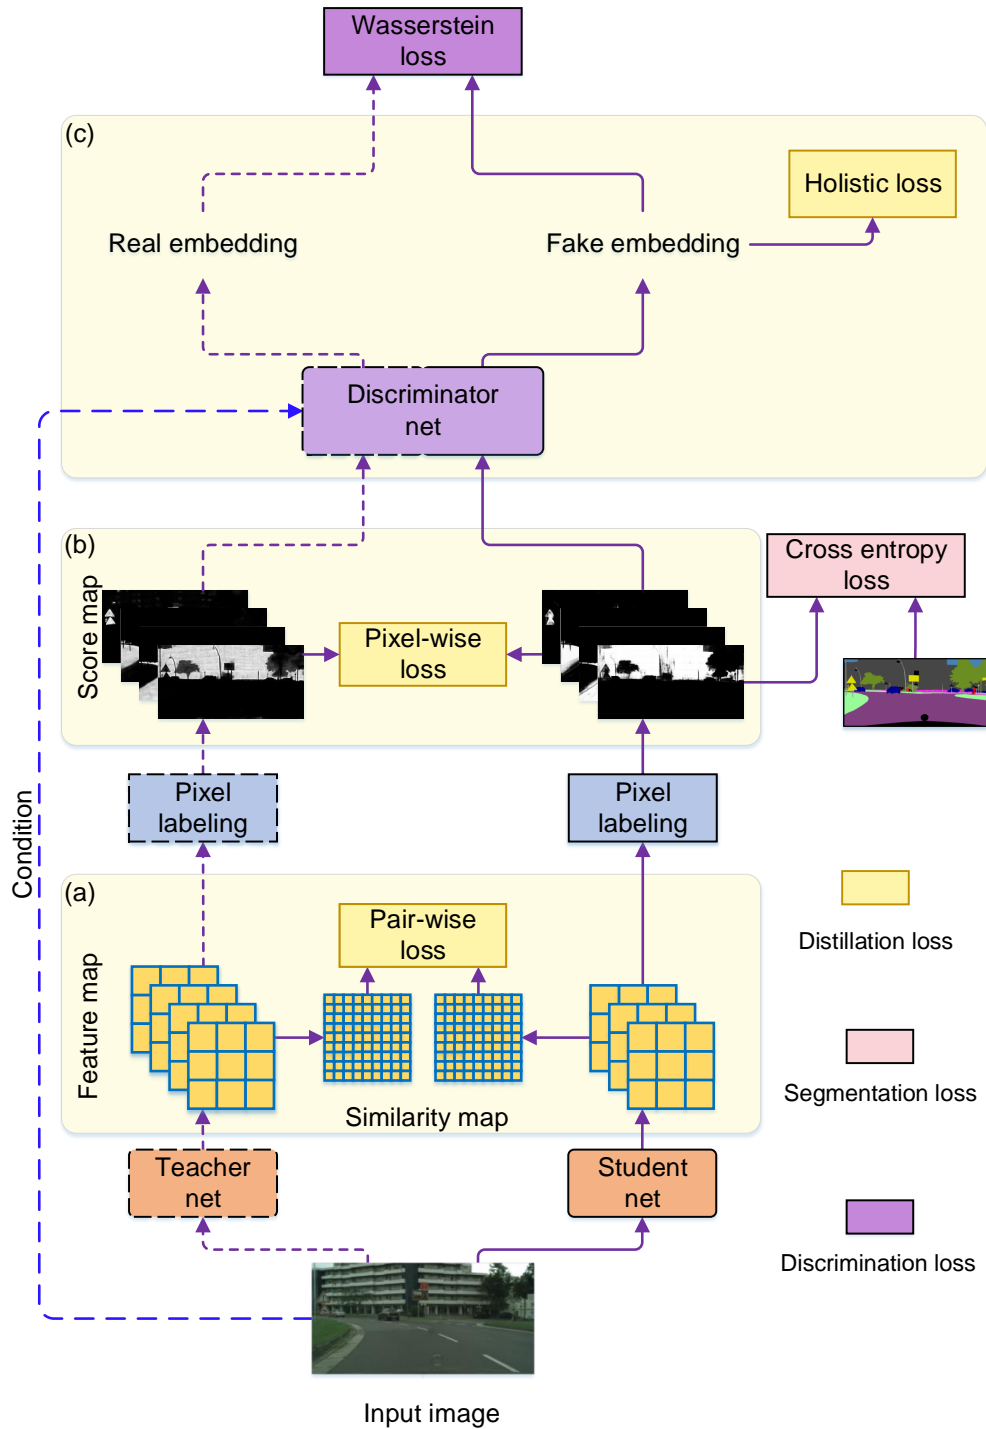 Wasserstein
loss
(c)
Holistic loss
Real embedding
Fake embedding
Discriminator
net
(b)
Score map
Pixel-wise
loss
Cross entropy
loss
Pixel
labeling
Pixel
labeling
Condition
(a)
Feature map
Pair-wise
loss
Similarity map
Distillation loss
Segmentation loss
Discrimination loss
Teacher
net
Student
net
Input image